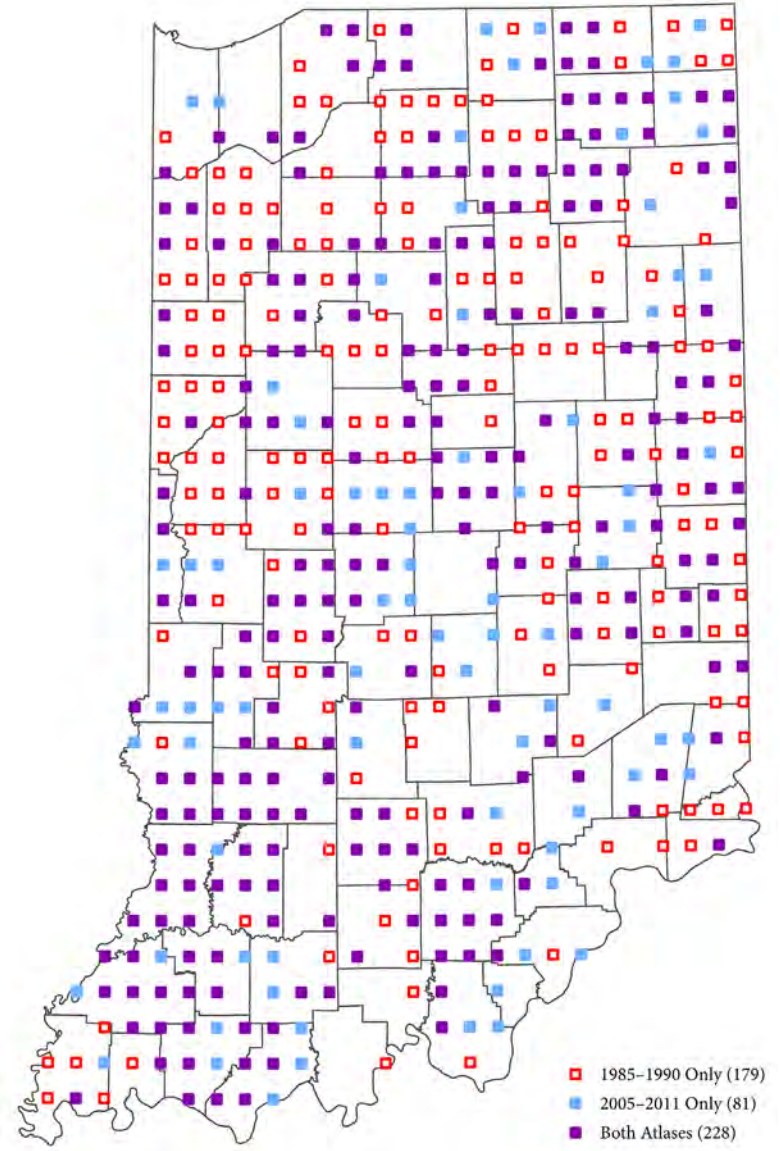 1985–1990 Only (179)
2005–2011 Only (81)
Both Atlases (228)